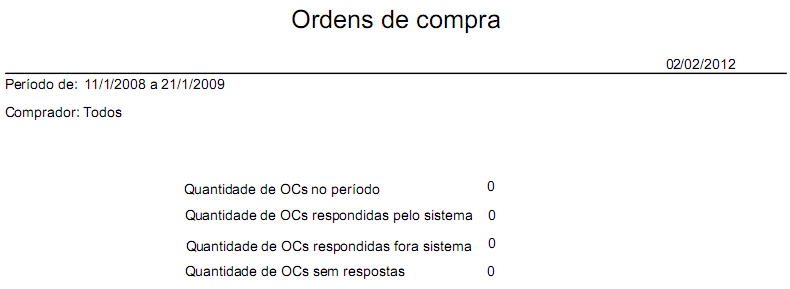 Ordens de compra
02/02/2012
Período de: 11/1/2008 a 21/1/2009
Comprador: Todos
Quantidade de OCs no período 0
Quantidade de OCs respondidas pelo sistema 0
Quantidade de OCs respondidas fora sistema 0
Quantidade de OCs sem respostas 0